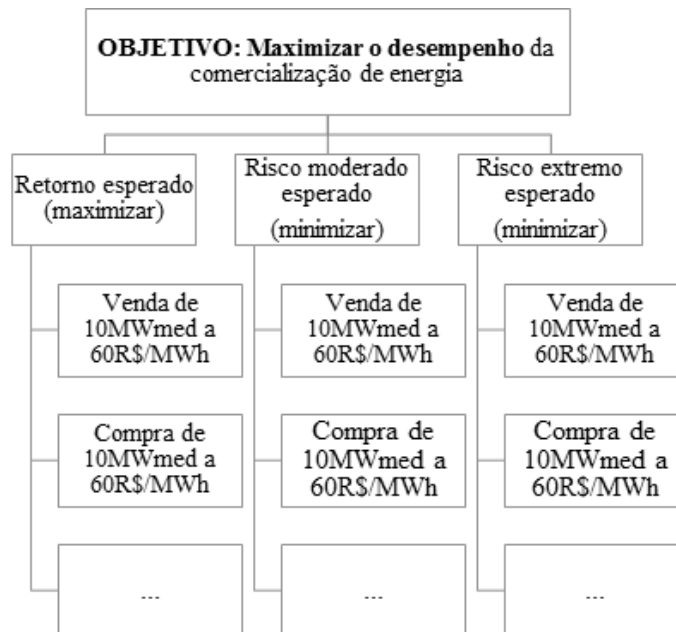 OBJETIVO: Maximizar o desempenho da
comercialização de energia
Retorno esperado
(maximizar)
Risco moderado
esperado
(minimizar)
Risco extremo
esperado
(minimizar)
Venda de
10MWmed a
60R$/MWh
Venda de
10MWmed a
60R$/MWh
Venda de
10MWmed a
60R$/MWh
Compra de
10MWmed a
60R$/MWh
Compra de
10MWmed a
60R$/MWh
Compra de
10MWmed a
60R$/MWh
...
...
...